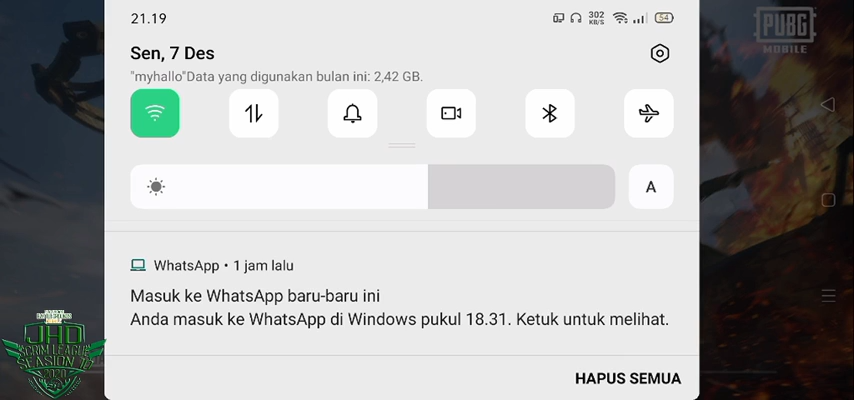 21.19
302
KB/S
54
Sen, 7 Des
"myhallo"Data yang digunakan bulan ini: 2,42 GB.
A
WhatsApp • 1 jam lalu
Masuk ke WhatsApp baru-baru ini
Anda masuk ke WhatsApp di Windows pukul 18.31. Ketuk untuk melihat.
HAPUS SEMUA
PUBG
MOBILE
JHD
SCRIM LEAGUE
2020